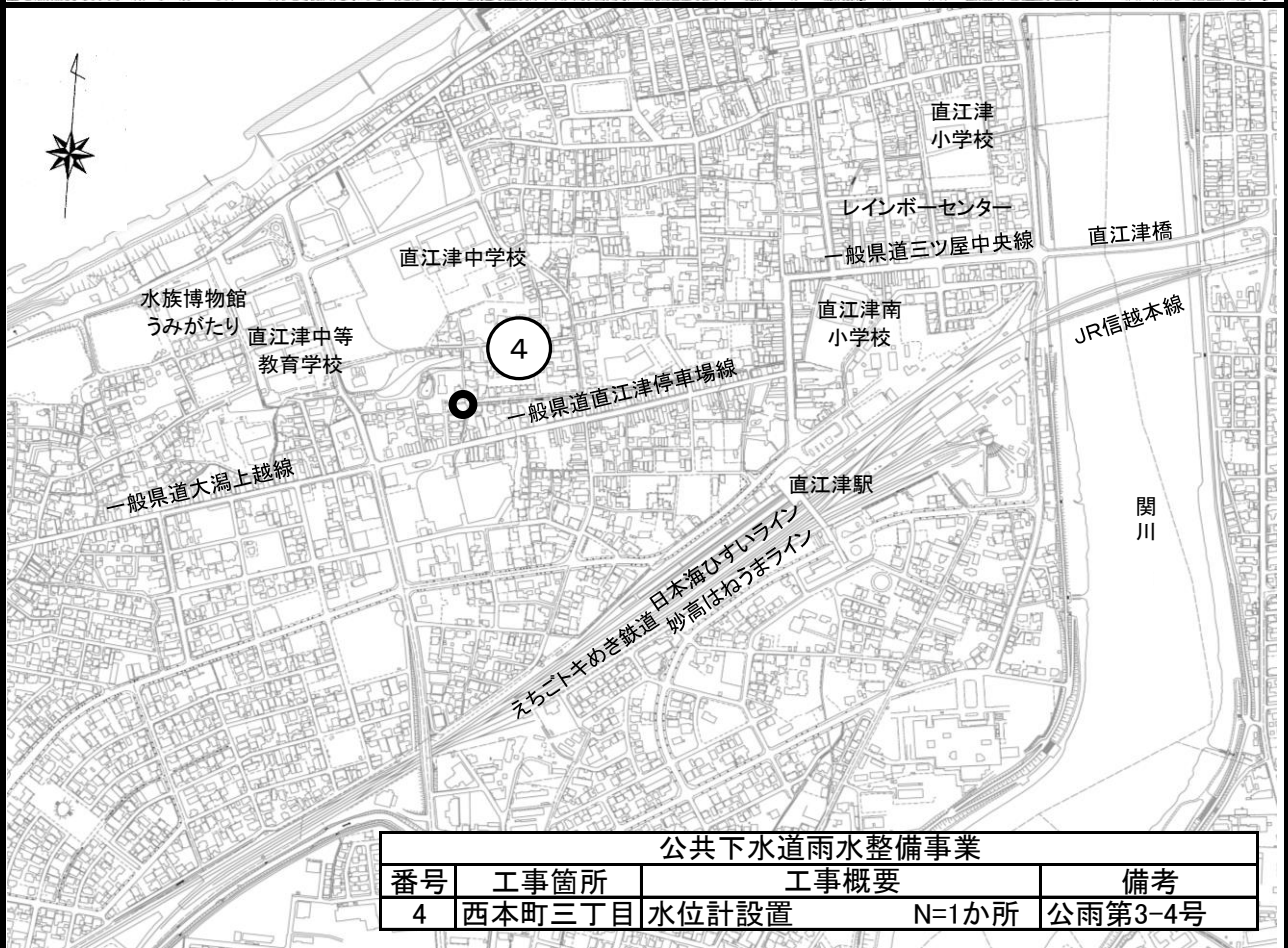 直江津
小学校
レインボーセンター
一般県道三ツ屋中央線
直江津橋
直江津中学校
水族博物館
うみがたり
直江津中等
教育学校
④
直江津南
小学校
JR信越本線
一般県道直江津停車場線
一般県道大潟上越線
直江津駅
関川
日本海ひすいライン
えちごトキめき鉄道
妙高はねうまライン
公共下水道雨水整備事業
番号 工事箇所 工事概要 備考
4 西本町三丁目 水位計設置 N=1か所 公雨第3-4号